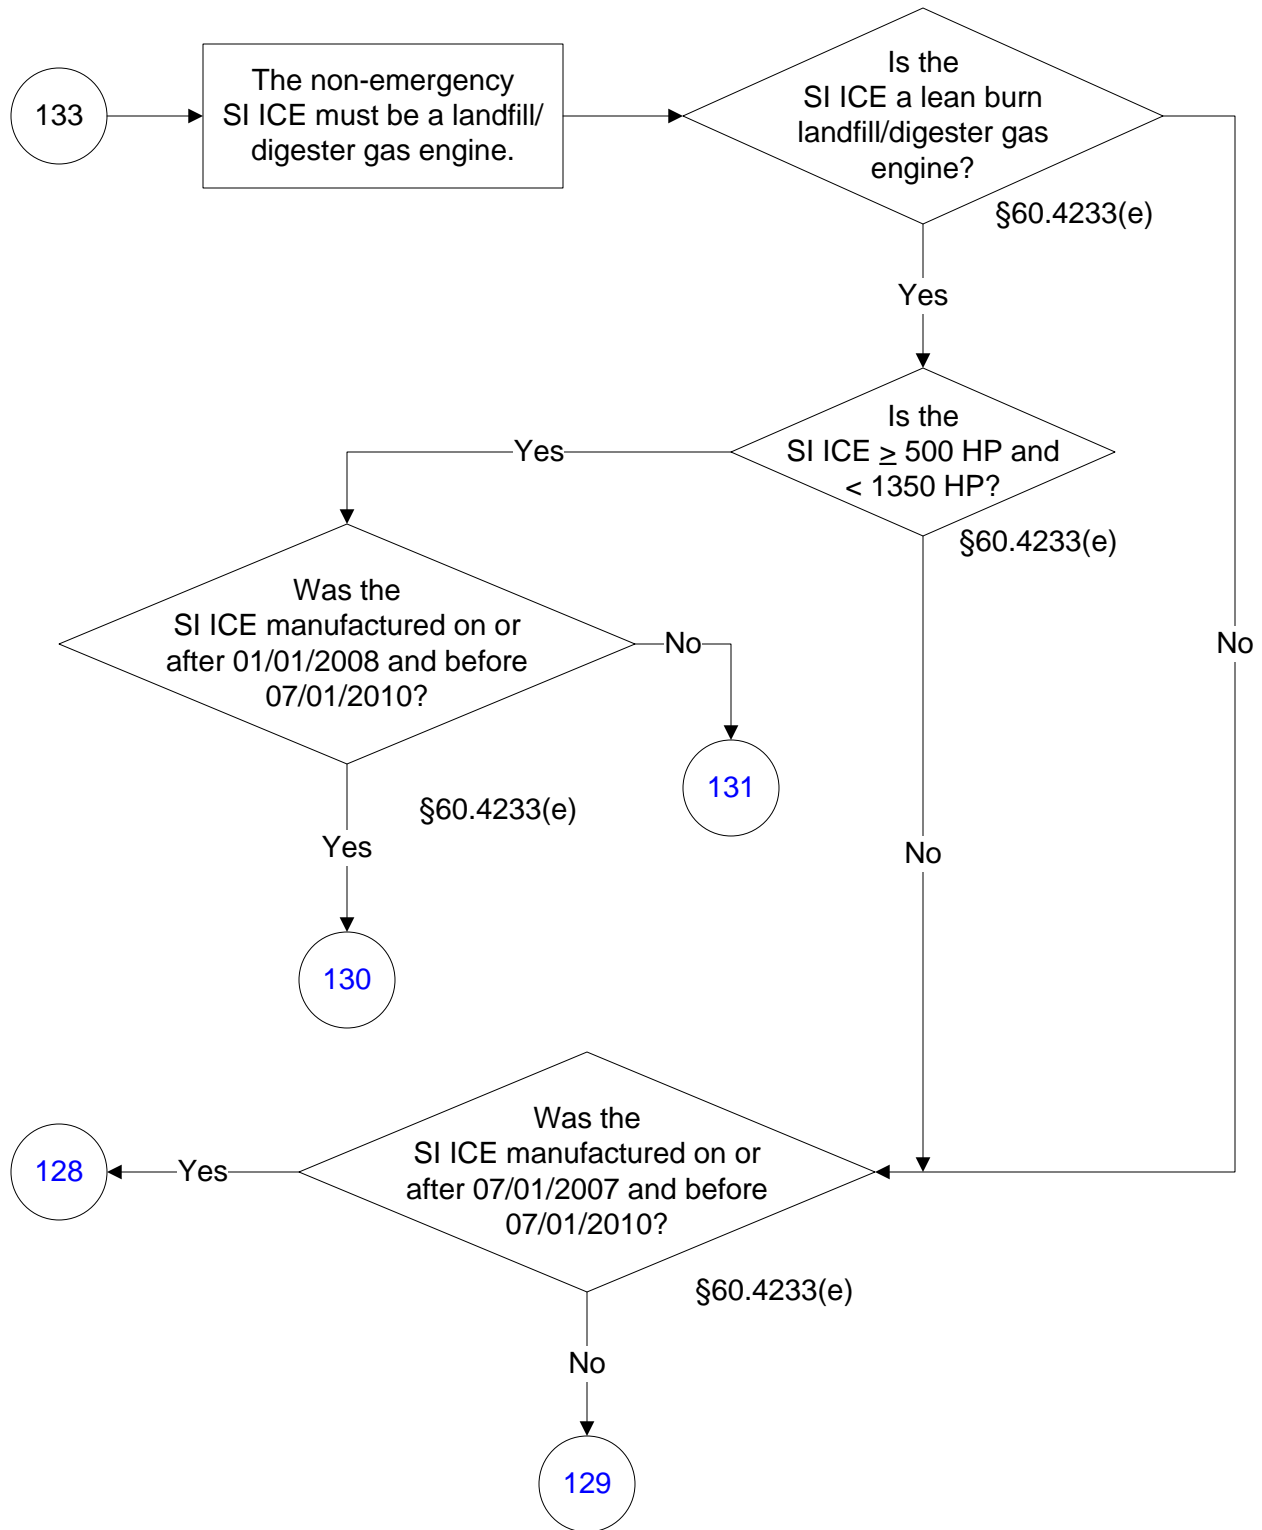 133
The non-emergency
SI ICE must be a landfill/
digester gas engine.
Is the
SI ICE a lean burn
landfill/digester gas
engine?
§60.4233(e)
Yes
No
Is the
SI ICE ≥ 500 HP and
< 1350 HP?
§60.4233(e)
Yes
No
Was the
SI ICE manufactured on or
after 01/01/2008 and before
07/01/2010?
§60.4233(e)
No
131
Yes
130
Was the
SI ICE manufactured on or
after 07/01/2007 and before
07/01/2010?
§60.4233(e)
Yes
128
No
129